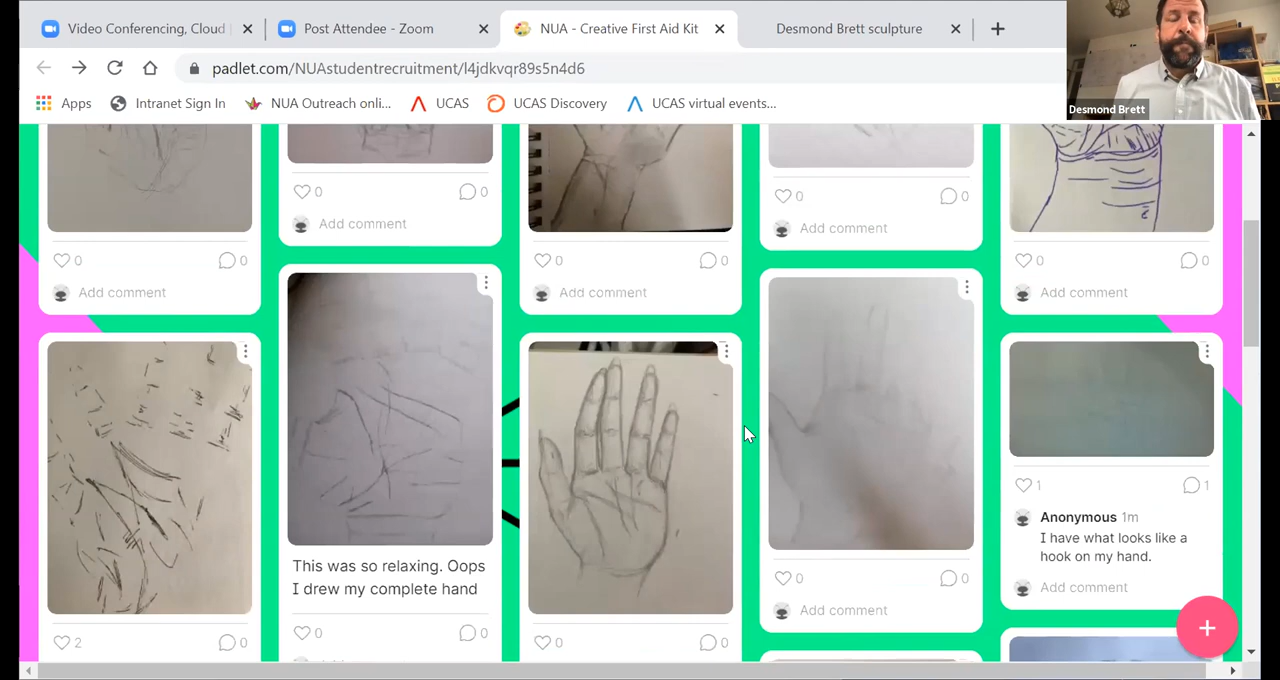 Video Conferencing, Cloud
Post Attendee - Zoom
NUA - Creative First Aid Kit
Desmond Brett sculpture
padlet.com/NUAstudentrecruitment/l4jdkvqr89s5n4d6
Apps
Intranet Sign In
NUA Outreach onli...
UCAS
UCAS Discovery
UCAS virtual events...
Desmond Brett
0 0
Add comment
0 0
Add comment
0 0
Add comment
0 0
Add comment
0 0
Add comment
2 0
This was so relaxing. Oops
I drew my complete hand
0 0
0 0
0 0
Add comment
1 1
Anonymous 1m
I have what looks like a
hook on my hand.
Add comment